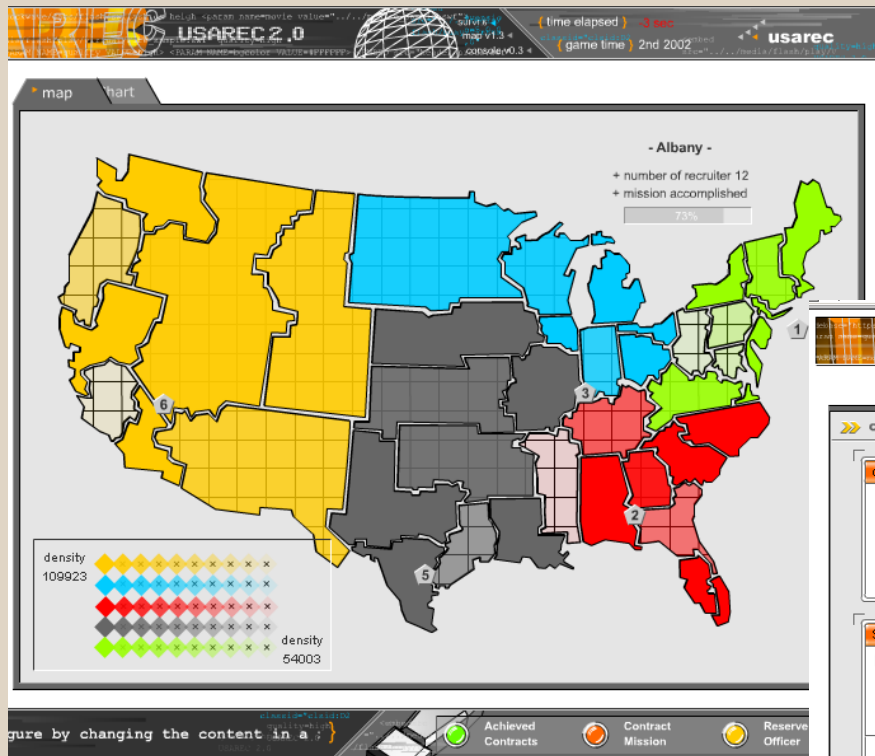 USAREC 2.0
map v1.3
console v0.3
{ time elapsed } -3 sec
{ game time } 2nd 2002
usarec
map
hart
- Albany -
+ number of recruiter 12
+ mission accomplished
73%
1
6
3
2
5
density
109923
density
54003
gure by changing the content in a ; }
Achieved
Contracts
Contract
Mission
Reserve
Officer